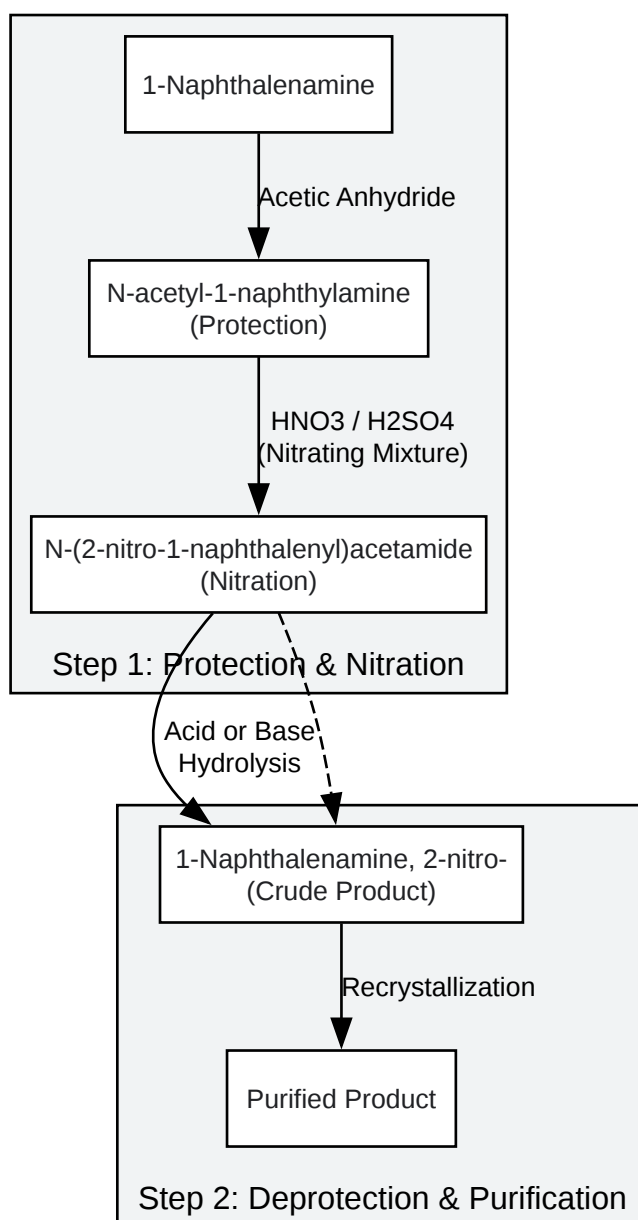 1-Naphthalenamine
Acetic Anhydride
N-acetyl-1-naphthylamine
(Protection)
HNO3 / H2SO4
(Nitrating Mixture)
N-(2-nitro-1-naphthalenyl)acetamide
(Nitration)
Step 1: Protection & Nitration
Acid or Base
Hydrolysis
1-Naphthalenamine, 2-nitro-
(Crude Product)
Recrystallization
Purified Product
Step 2: Deprotection & Purification